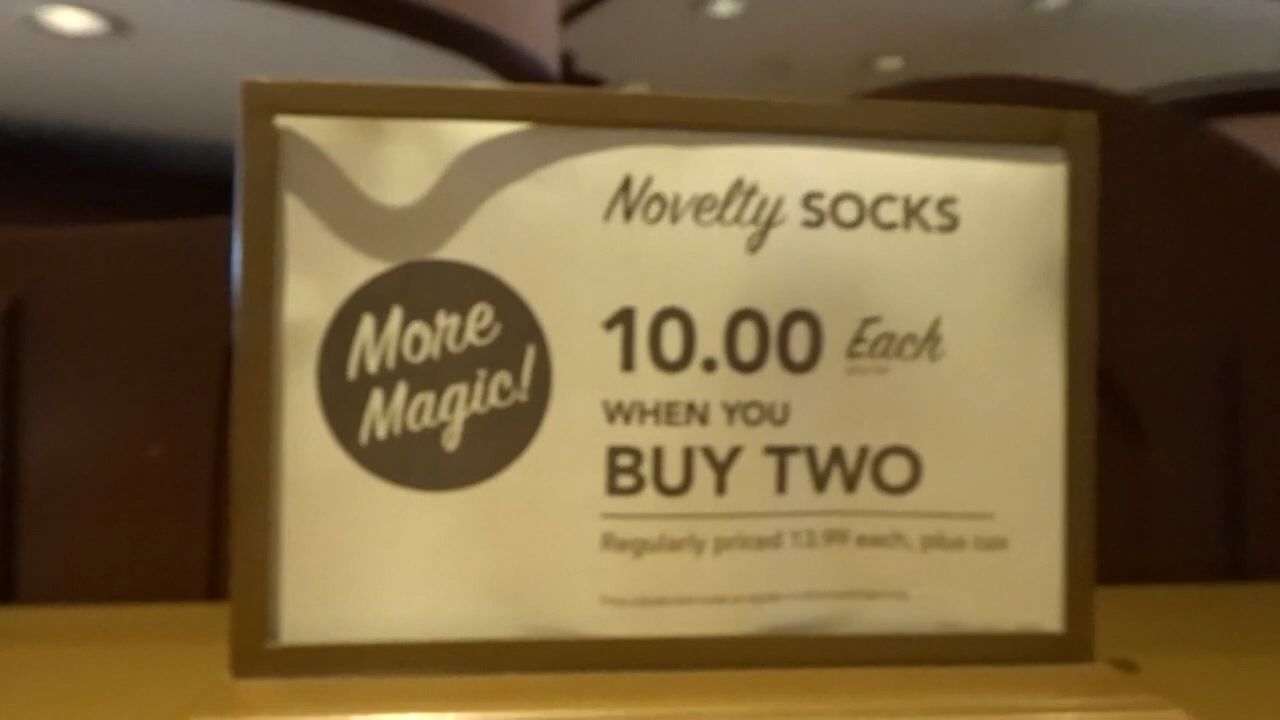 Novelty SOCKS
More
Magic!
10.00 Each
WHEN YOU
BUY TWO
Regularly priced 13.99 each, plus tax